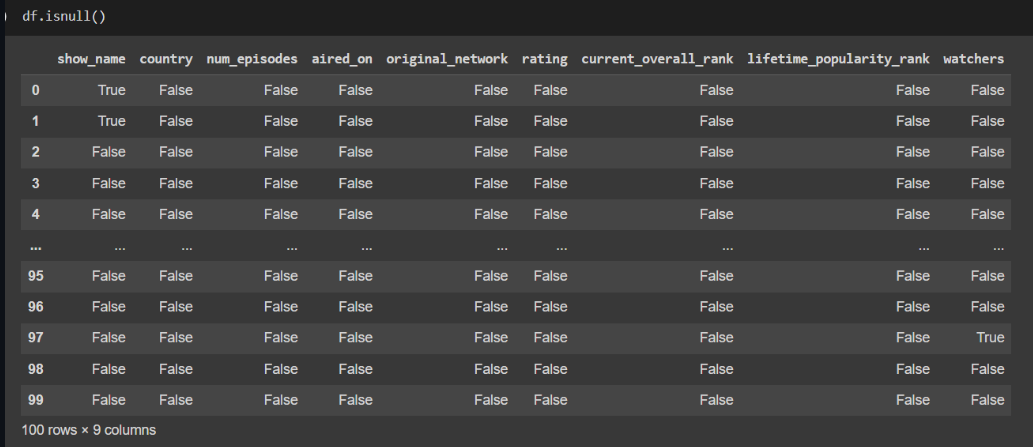 ) df.isnull()
show_name country num_episodes aired_on original_network rating current_overall_rank lifetime_popularity_rank watchers
0 True False False False False False False False False
1 True False False False False False False False False
2 False False False False False False False False False
3 False False False False False False False False False
4 False False False False False False False False False
... ... ... ... ... ... ... ... ... ...
95 False False False False False False False False False
96 False False False False False False False False False
97 False False False False False False False False True
98 False False False False False False False False False
99 False False False False False False False False False
100 rows × 9 columns